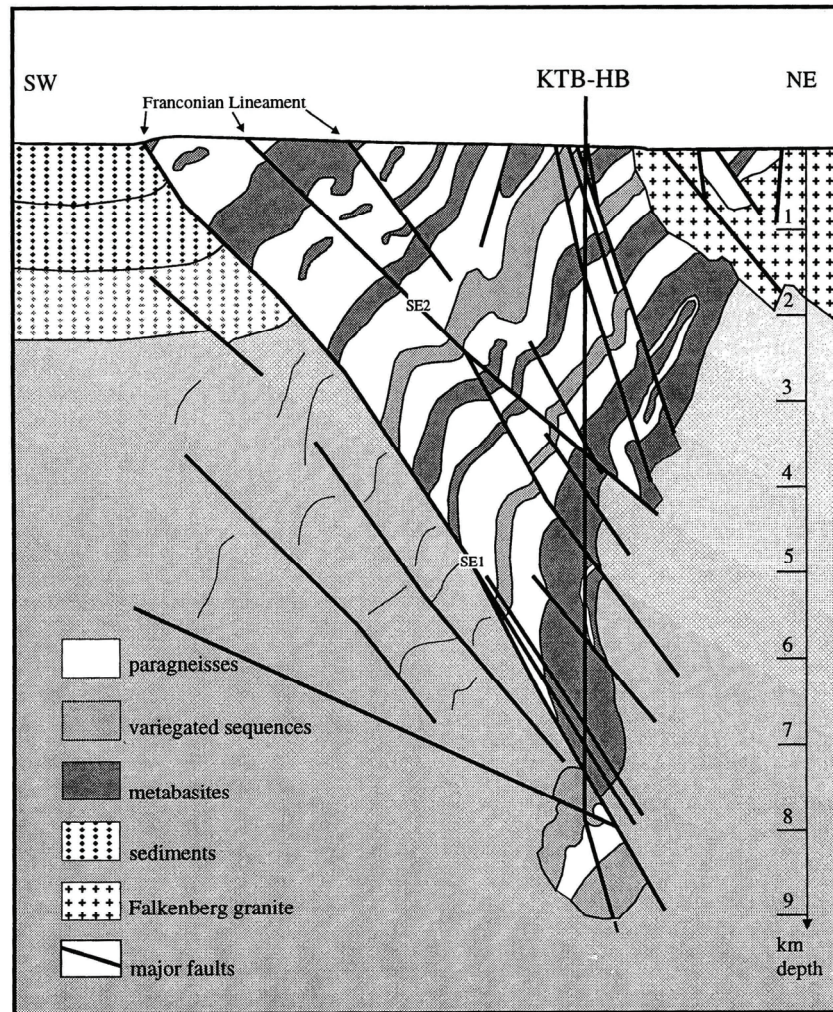 SW
KTB-HB
NE
Franconian Lineament
1
2
SE2
3
4
5
SE1
6
7
8
9
km
depth
paragneisses
variegated sequences
metabasites
sediments
Falkenberg granite
major faults